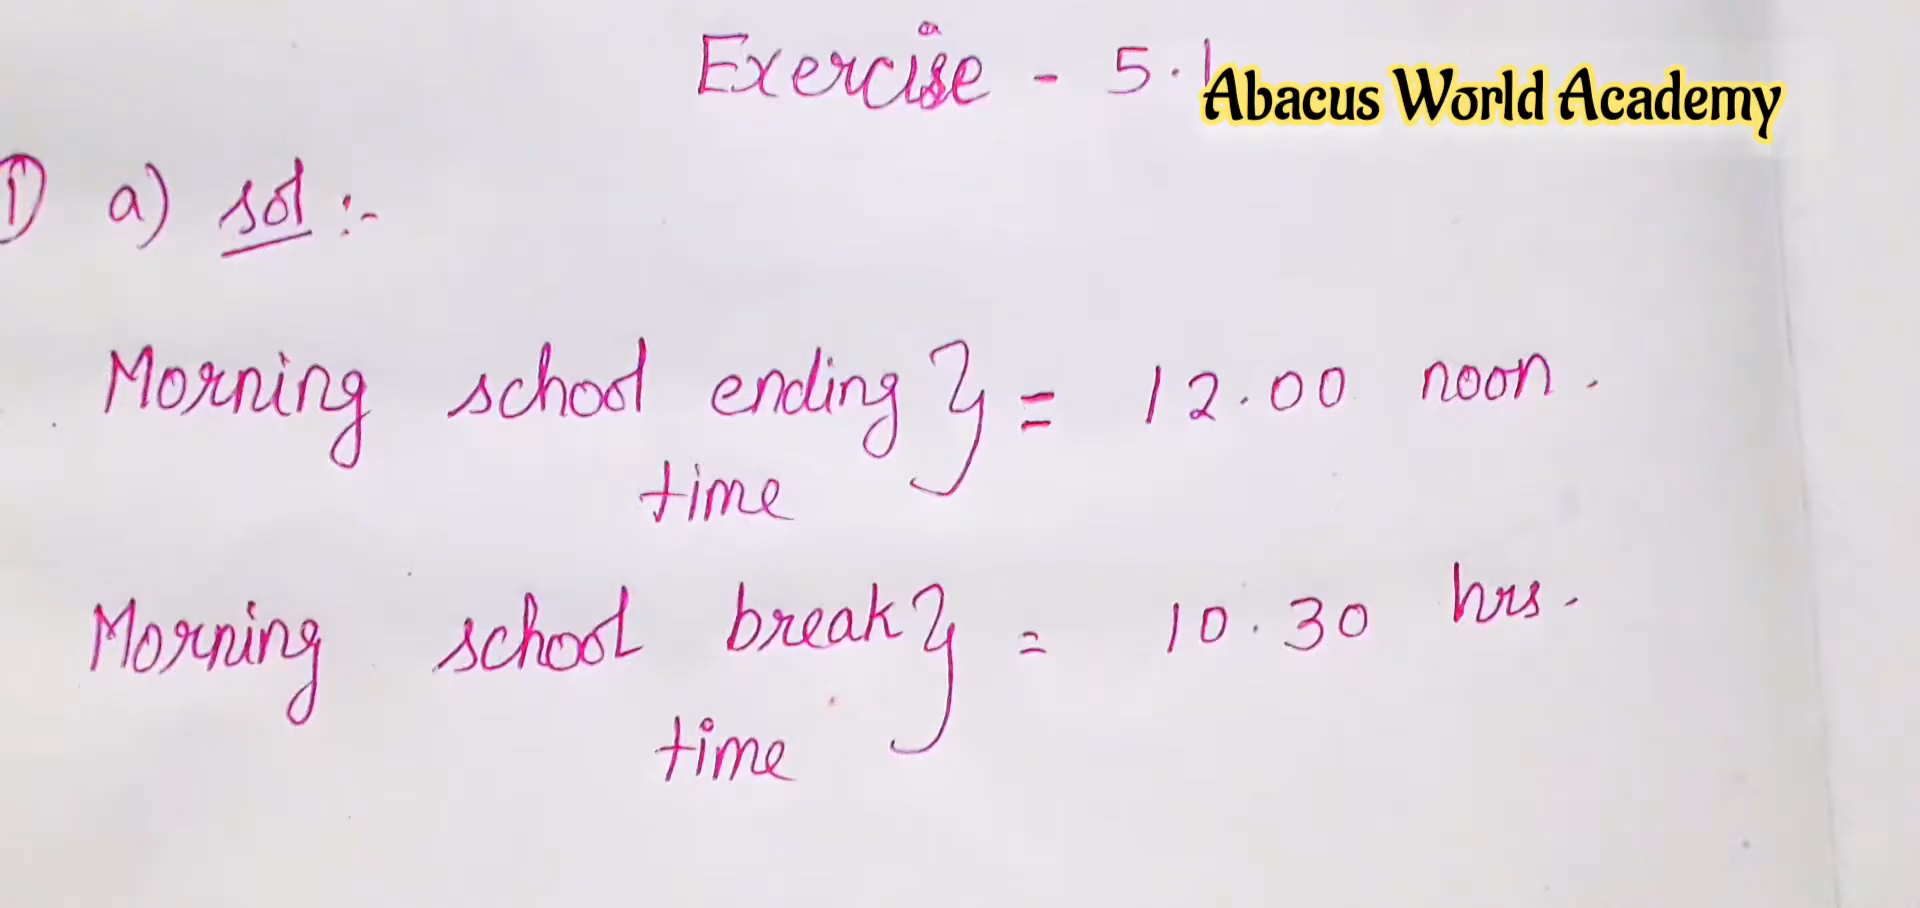 Exercise - 5.1
Abacus World Academy
1) a) sol :-
Morning school ending } = 12.00 noon.
time
Morning school break } = 10.30 hrs.
time